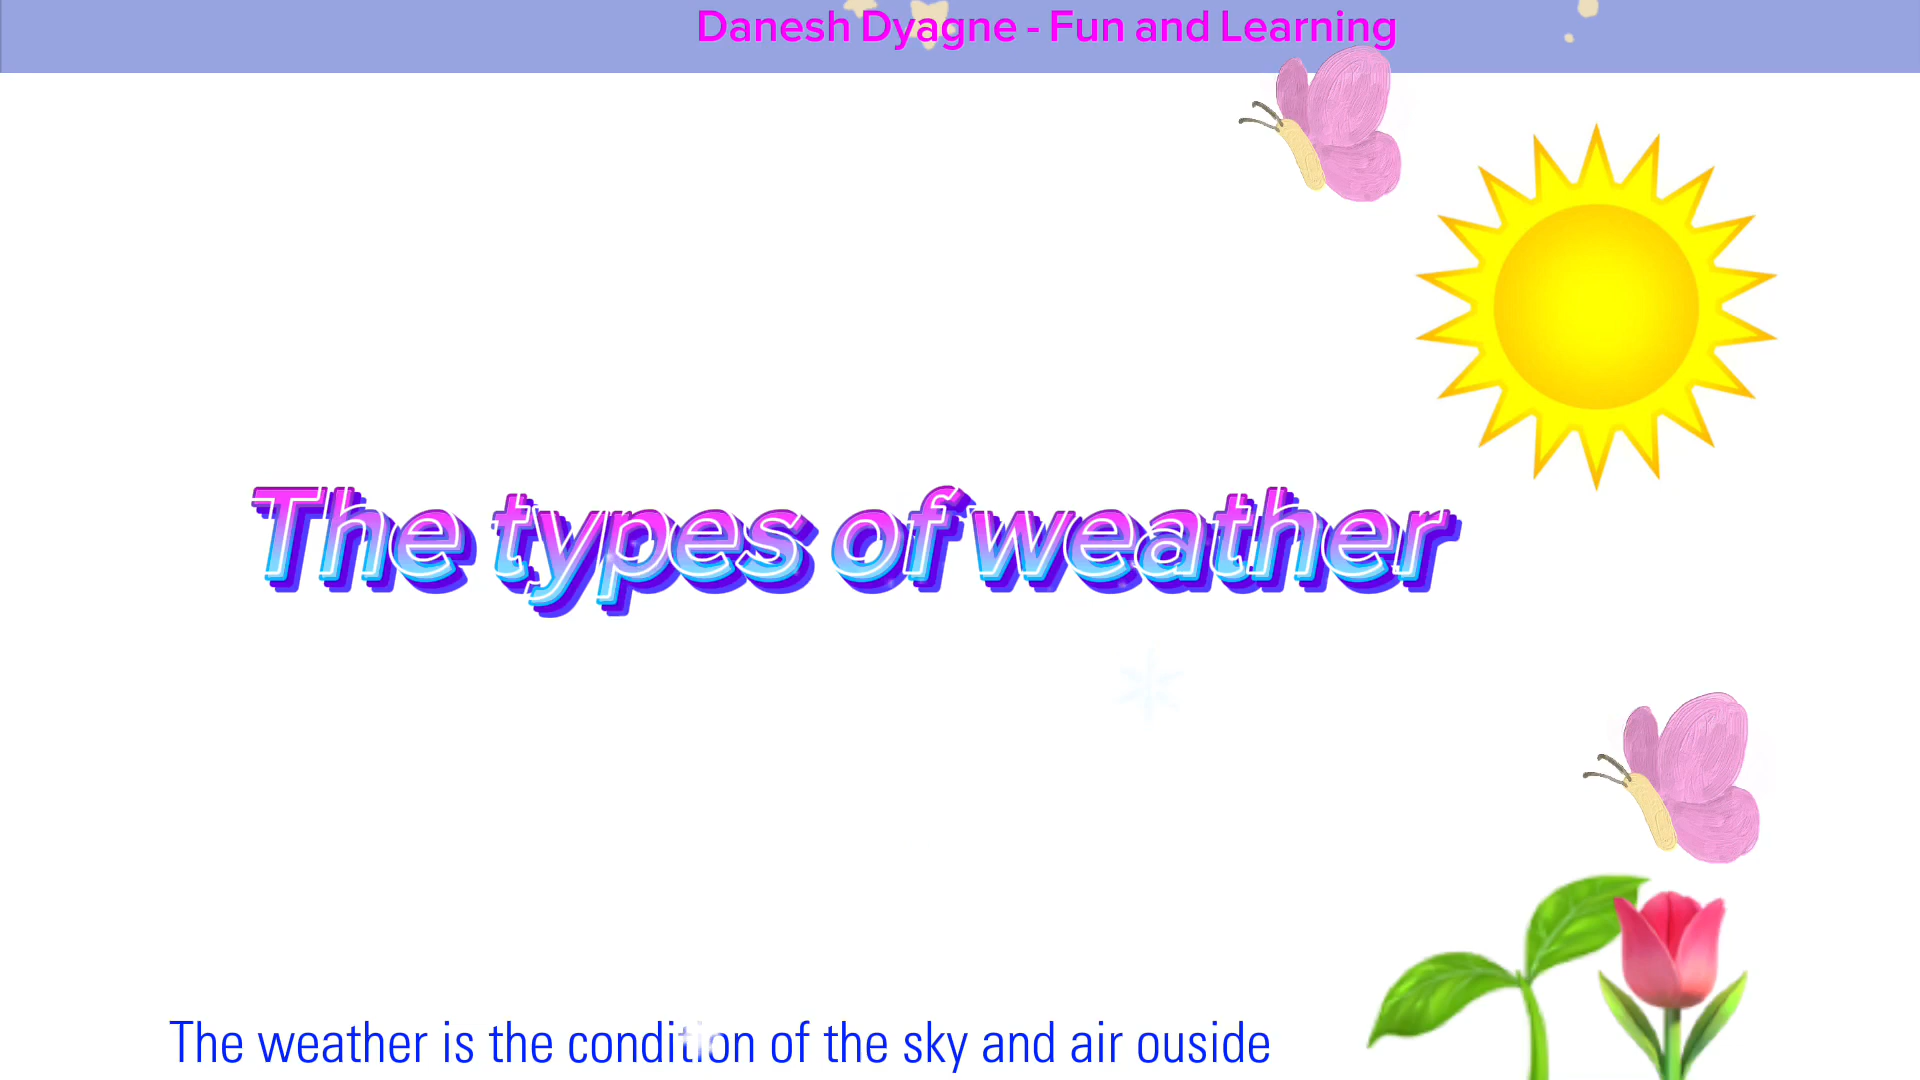 Danesh Dyagne - Fun and Learning
The types of weather
The weather is the condition of the sky and air ouside